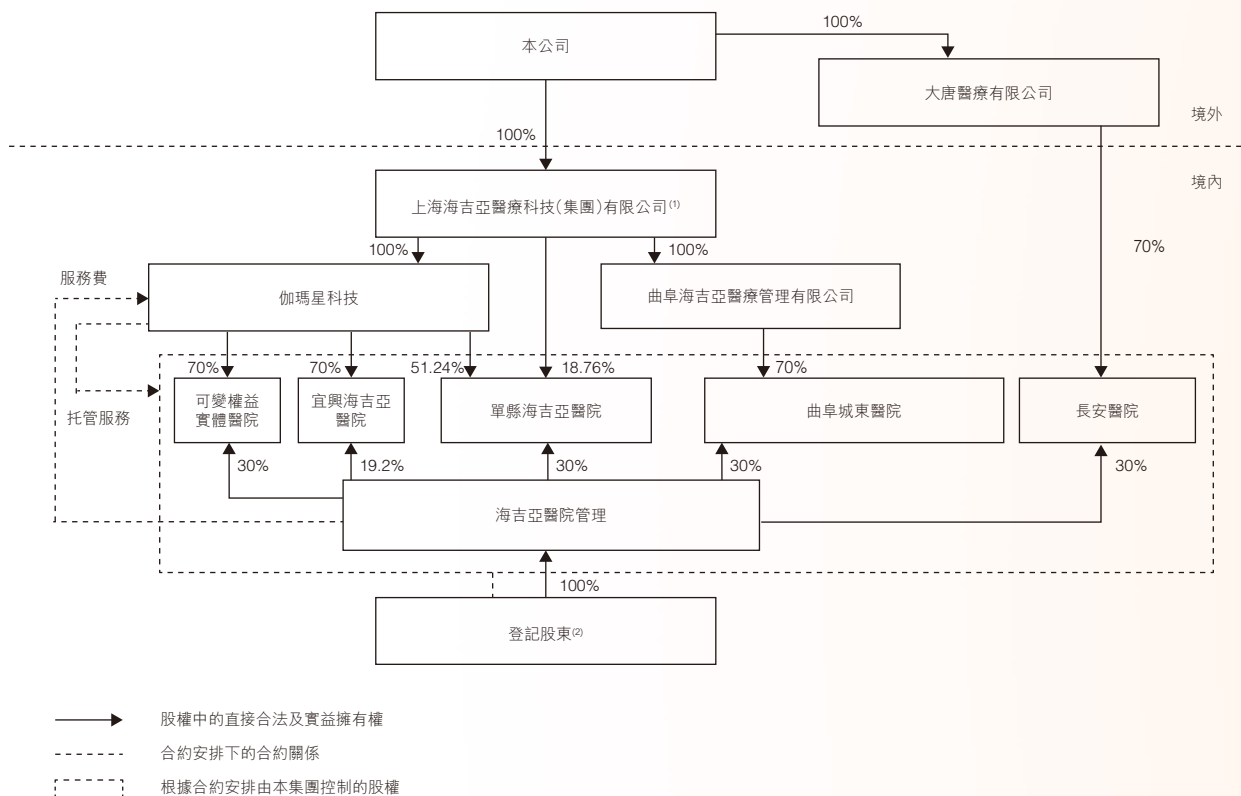 100%
本公司
大唐醫療有限公司
境外
100%
境內
上海海吉亞醫療科技(集團)有限公司(1)
100%
100%
70%
服務費
伽瑪星科技
曲阜海吉亞醫療管理有限公司
70%
70%
51.24%
18.76%
70%
托管服務
可變權益
實體醫院
宜興海吉亞
醫院
單縣海吉亞醫院
曲阜城東醫院
長安醫院
30%
19.2%
30%
30%
30%
海吉亞醫院管理
100%
登記股東(2)
股權中的直接合法及實益擁有權
合約安排下的合約關係
根據合約安排由本集團控制的股權